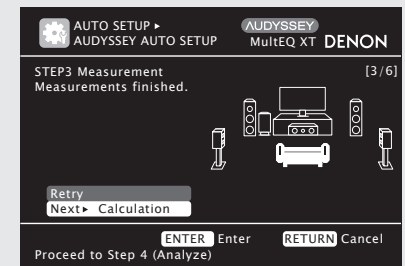 AUTO SETUP ▸
AUDYSSEY AUTO SETUP
AUDYSSEY
MultEQ XT DENON
STEP3 Measurement [3/6]
Measurements finished.
Retry
Next▸ Calculation
ENTER Enter RETURN Cancel
Proceed to Step 4 (Analyze)